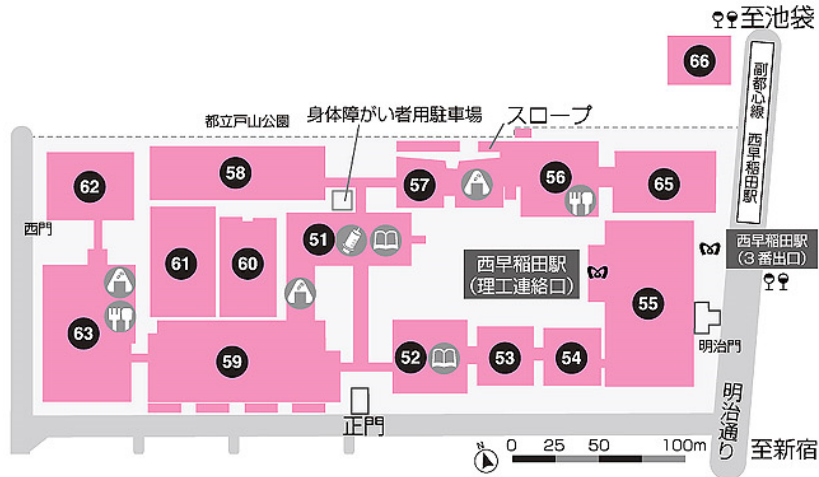 至池袋
66
副都心線 西早稲田駅
都立戸山公園
身体障がい者用駐車場
スロープ
62
58
57
56
65
西門
51
61
60
西早稲田駅
(理工連絡口)
西早稲田駅
(3番出口)
55
63
59
52
53
54
明治門
正門
明治通り
至新宿
N
0 25 50 100m